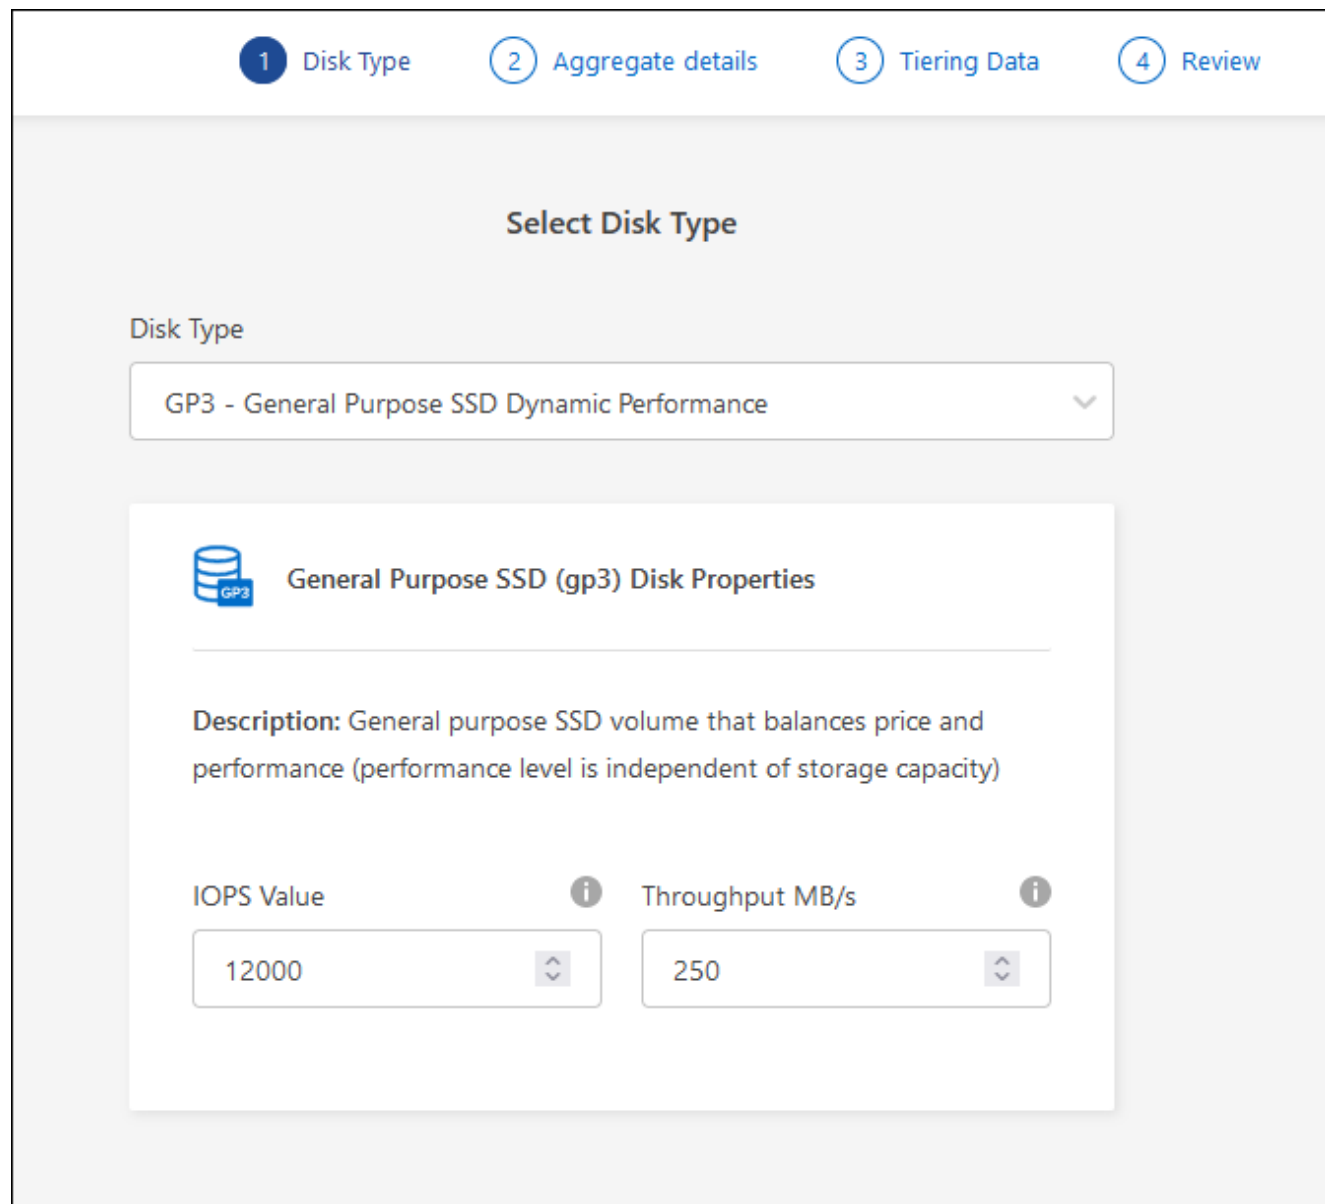 1 Disk Type 2 Aggregate details 3 Tiering Data 4 Review
Select Disk Type
Disk Type
GP3 - General Purpose SSD Dynamic Performance
GP3
General Purpose SSD (gp3) Disk Properties
Description: General purpose SSD volume that balances price and
performance (performance level is independent of storage capacity)
IOPS Value i Throughput MB/s i
12000 250